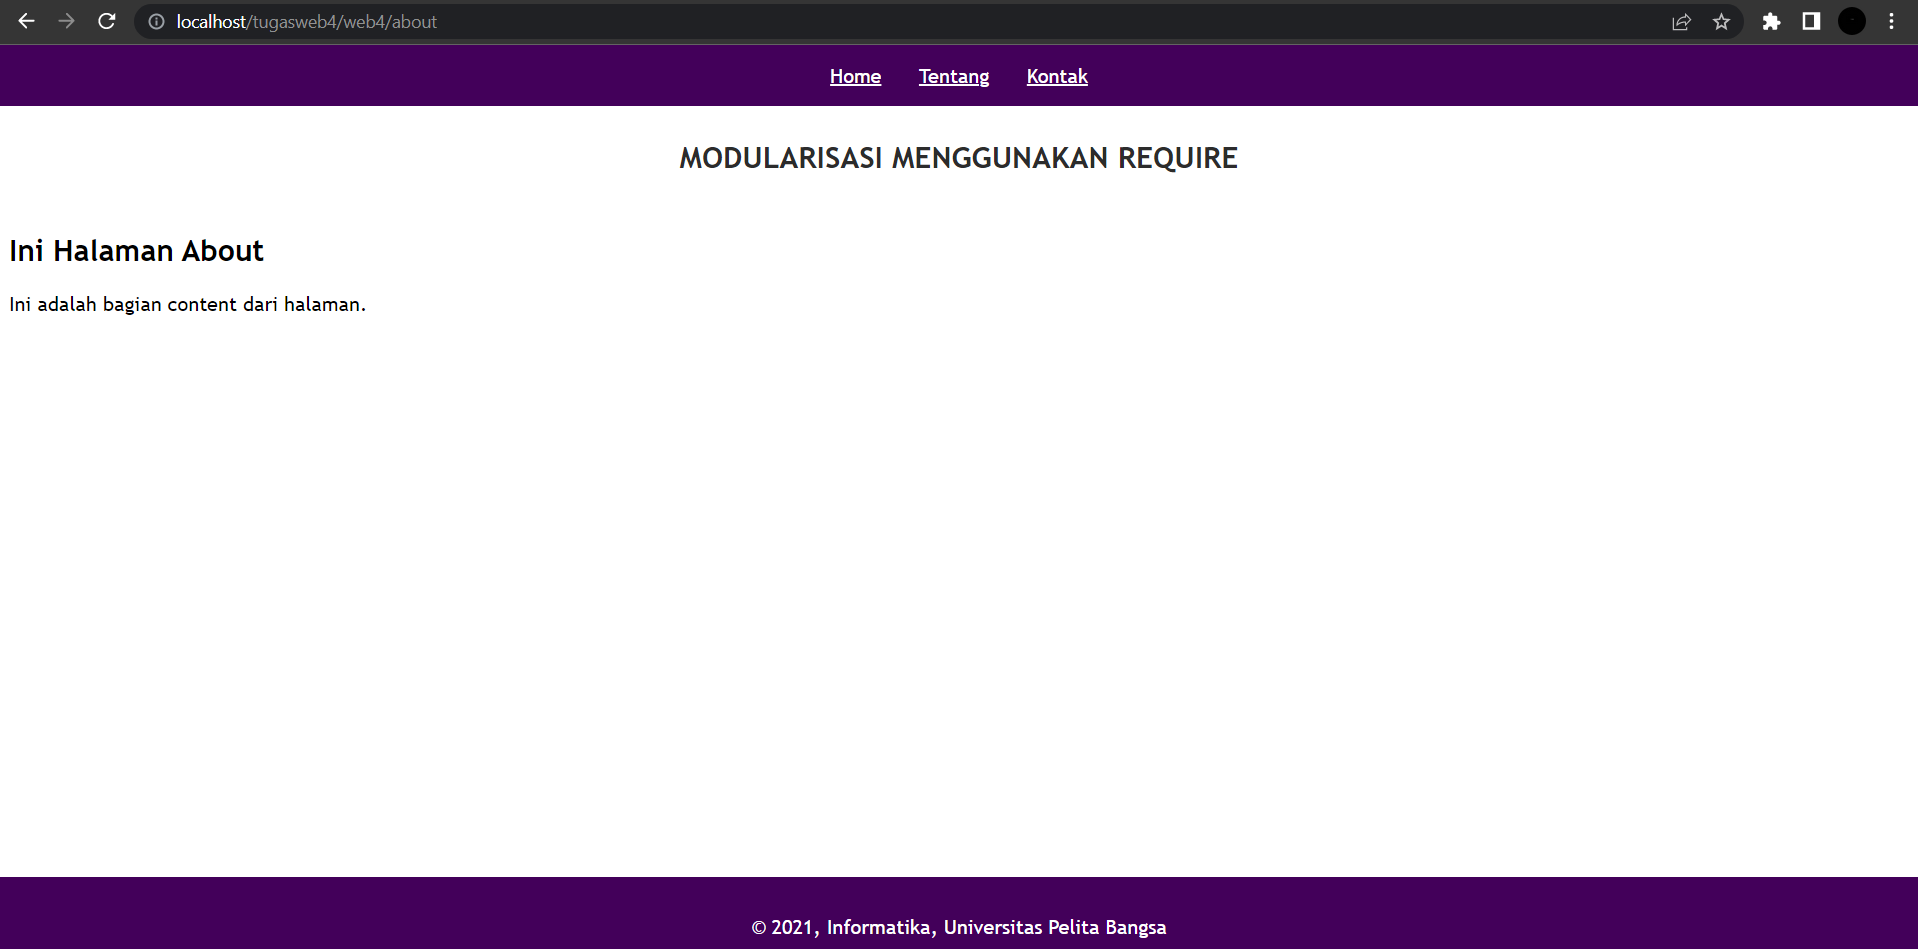 localhost/tugasweb4/web4/about
Home Tentang Kontak
MODULARISASI MENGGUNAKAN REQUIRE
Ini Halaman About
Ini adalah bagian content dari halaman.
© 2021, Informatika, Universitas Pelita Bangsa